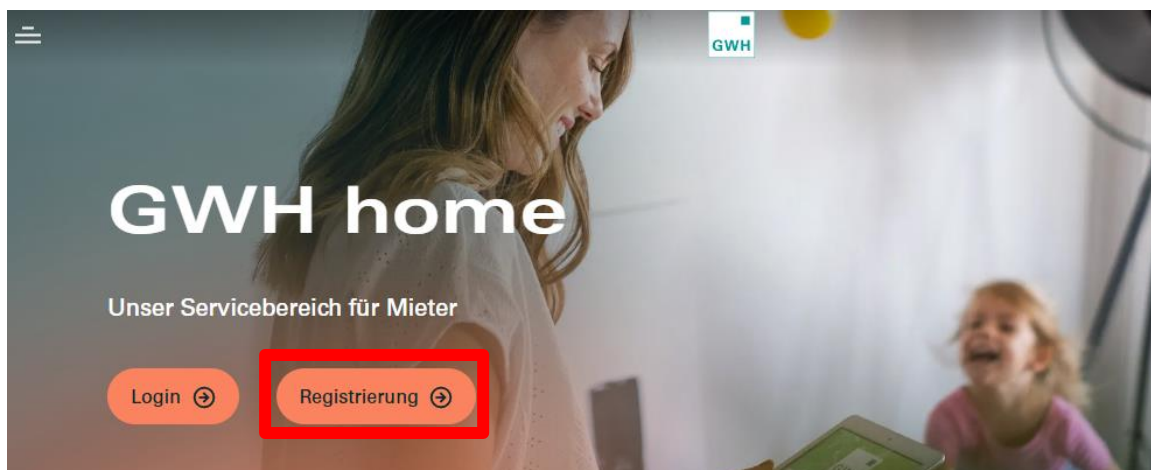 GWH
GWH home
Unser Servicebereich für Mieter
Login
Registrierung